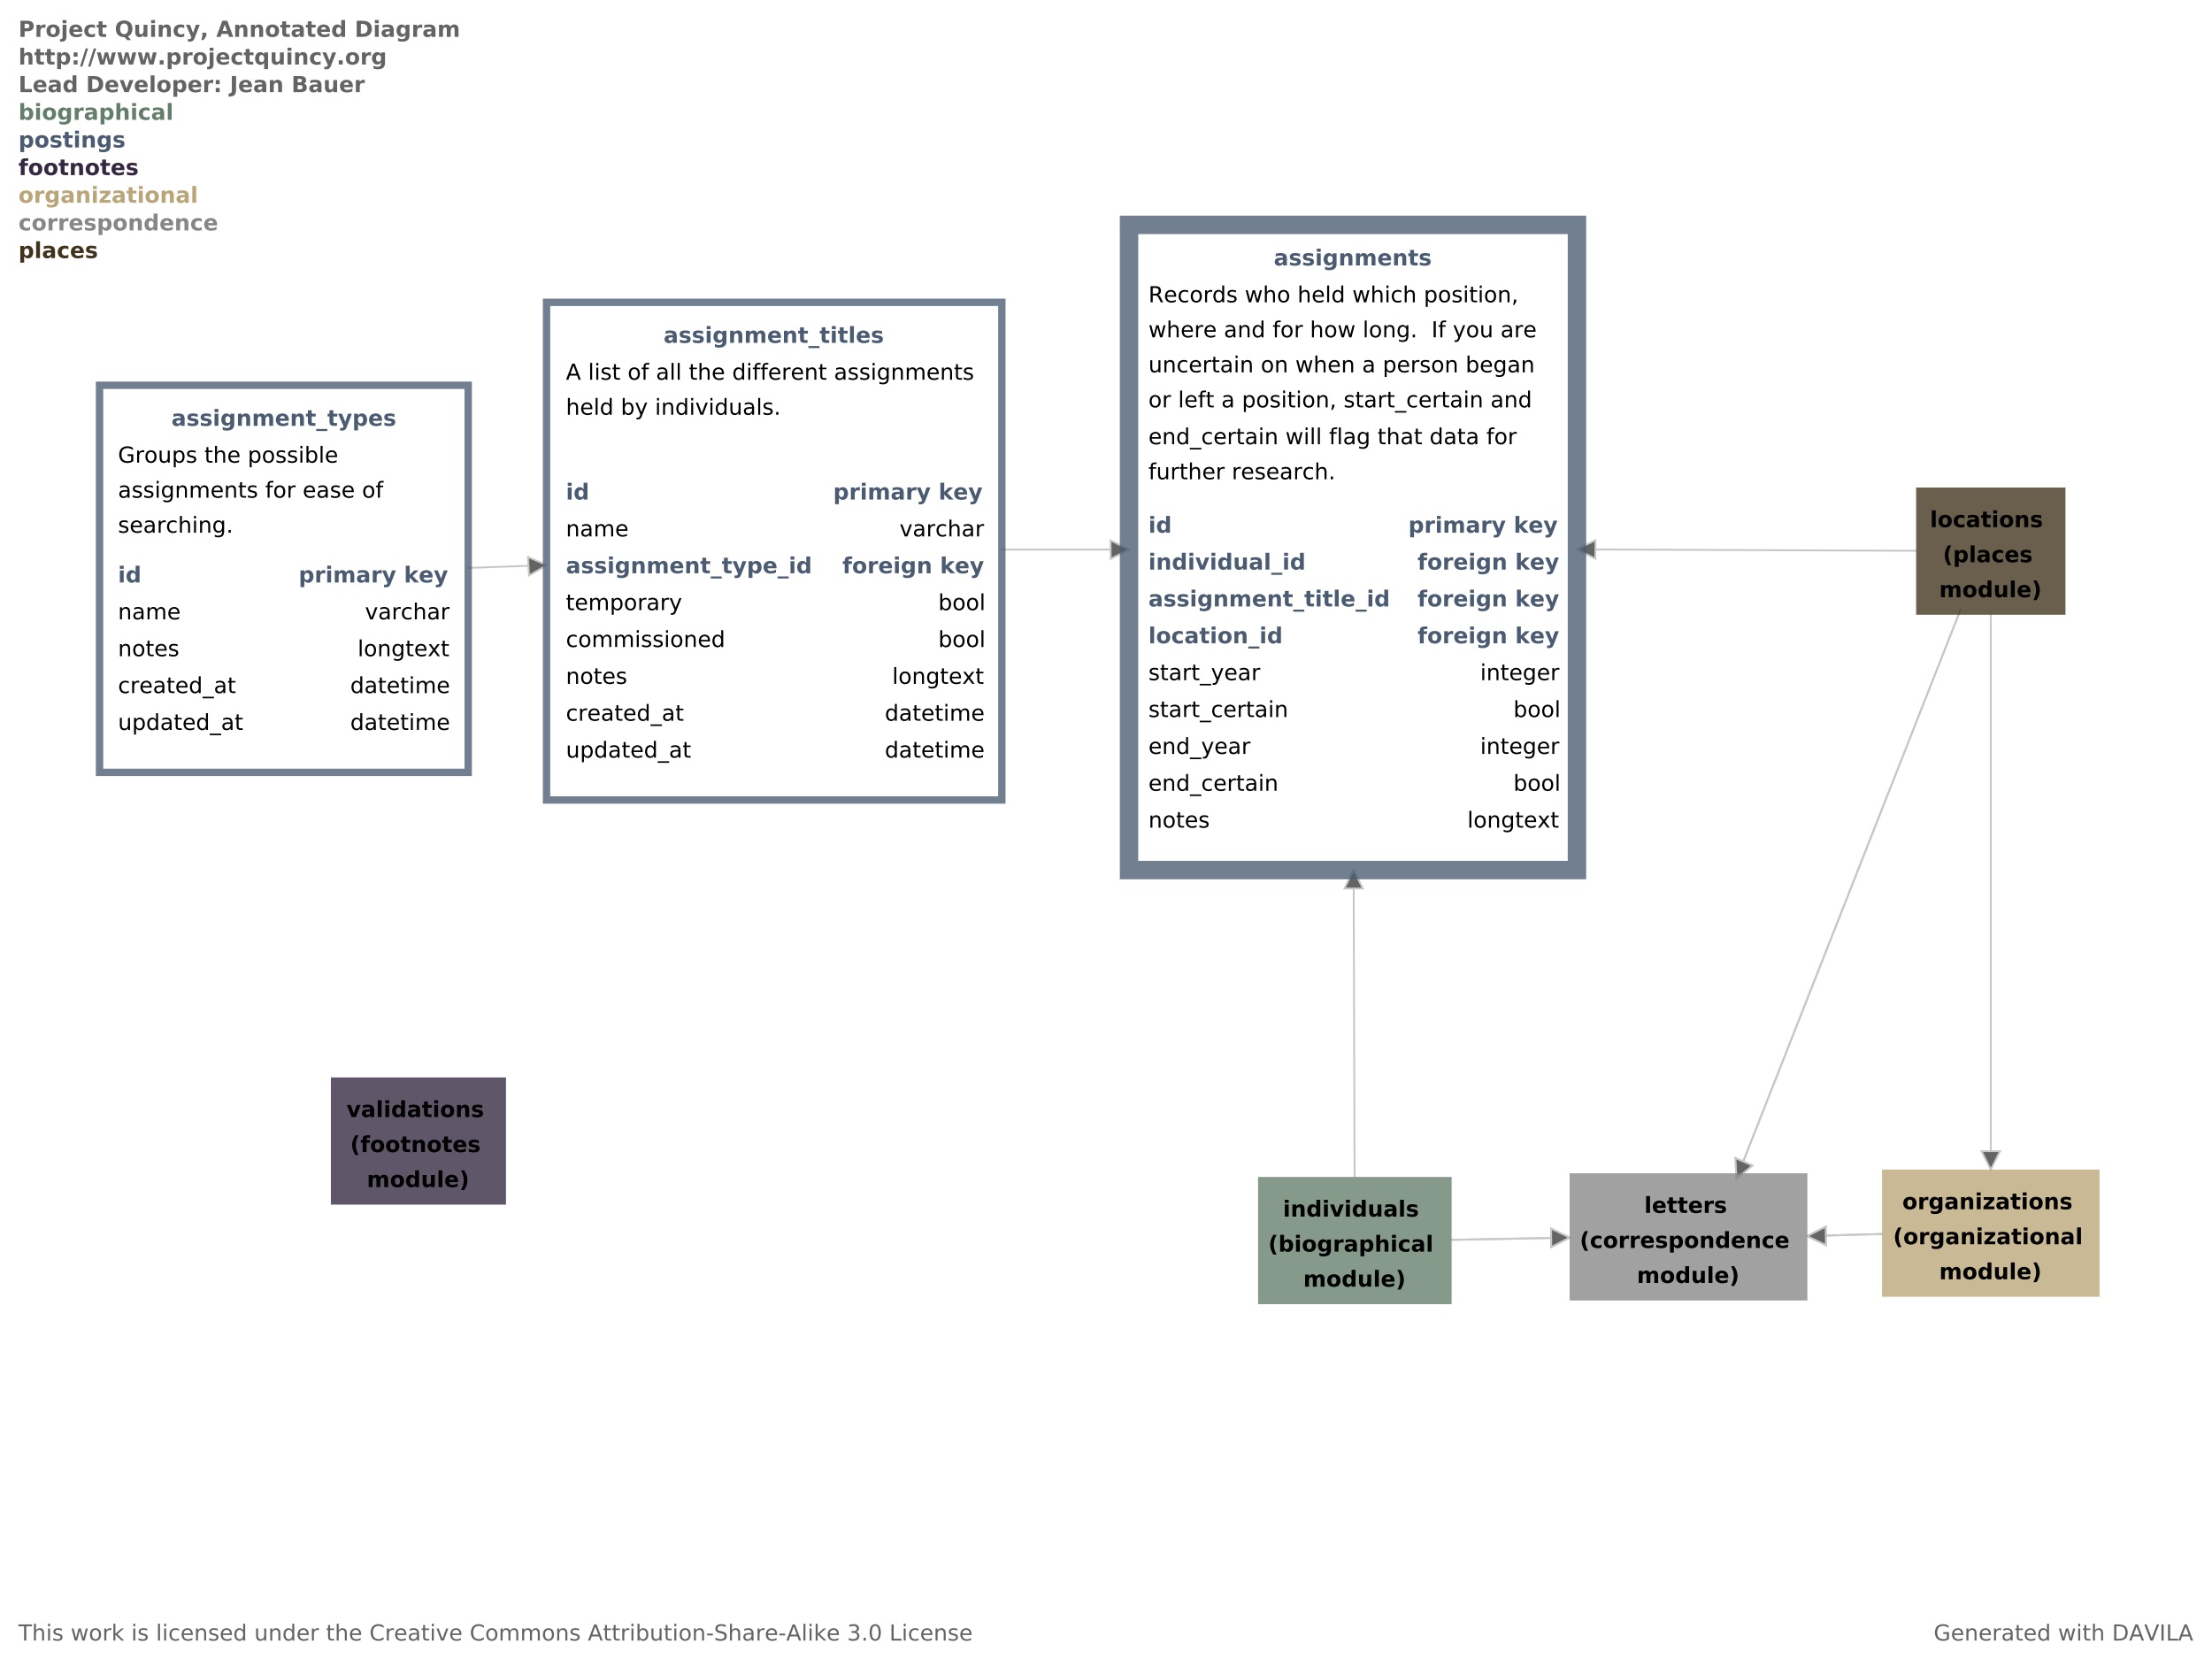 Project Quincy, Annotated Diagram
http://www.projectquincy.org
Lead Developer: Jean Bauer
biographical
postings
footnotes
organizational
correspondence
places
assignment_types
Groups the possible
assignments for ease of
searching.
id primary key
name varchar
notes longtext
created_at datetime
updated_at datetime
assignment_titles
A list of all the different assignments
held by individuals.
id primary key
name varchar
assignment_type_id foreign key
temporary bool
commissioned bool
notes longtext
created_at datetime
updated_at datetime
assignments
Records who held which position,
where and for how long.  If you are
uncertain on when a person began
or left a position, start_certain and
end_certain will flag that data for
further research.
id primary key
individual_id foreign key
assignment_title_id foreign key
location_id foreign key
start_year integer
start_certain bool
end_year integer
end_certain bool
notes longtext
locations
(places
module)
validations
(footnotes
module)
individuals
(biographical
module)
letters
(correspondence
module)
organizations
(organizational
module)
This work is licensed under the Creative Commons Attribution-Share-Alike 3.0 License
Generated with DAVILA